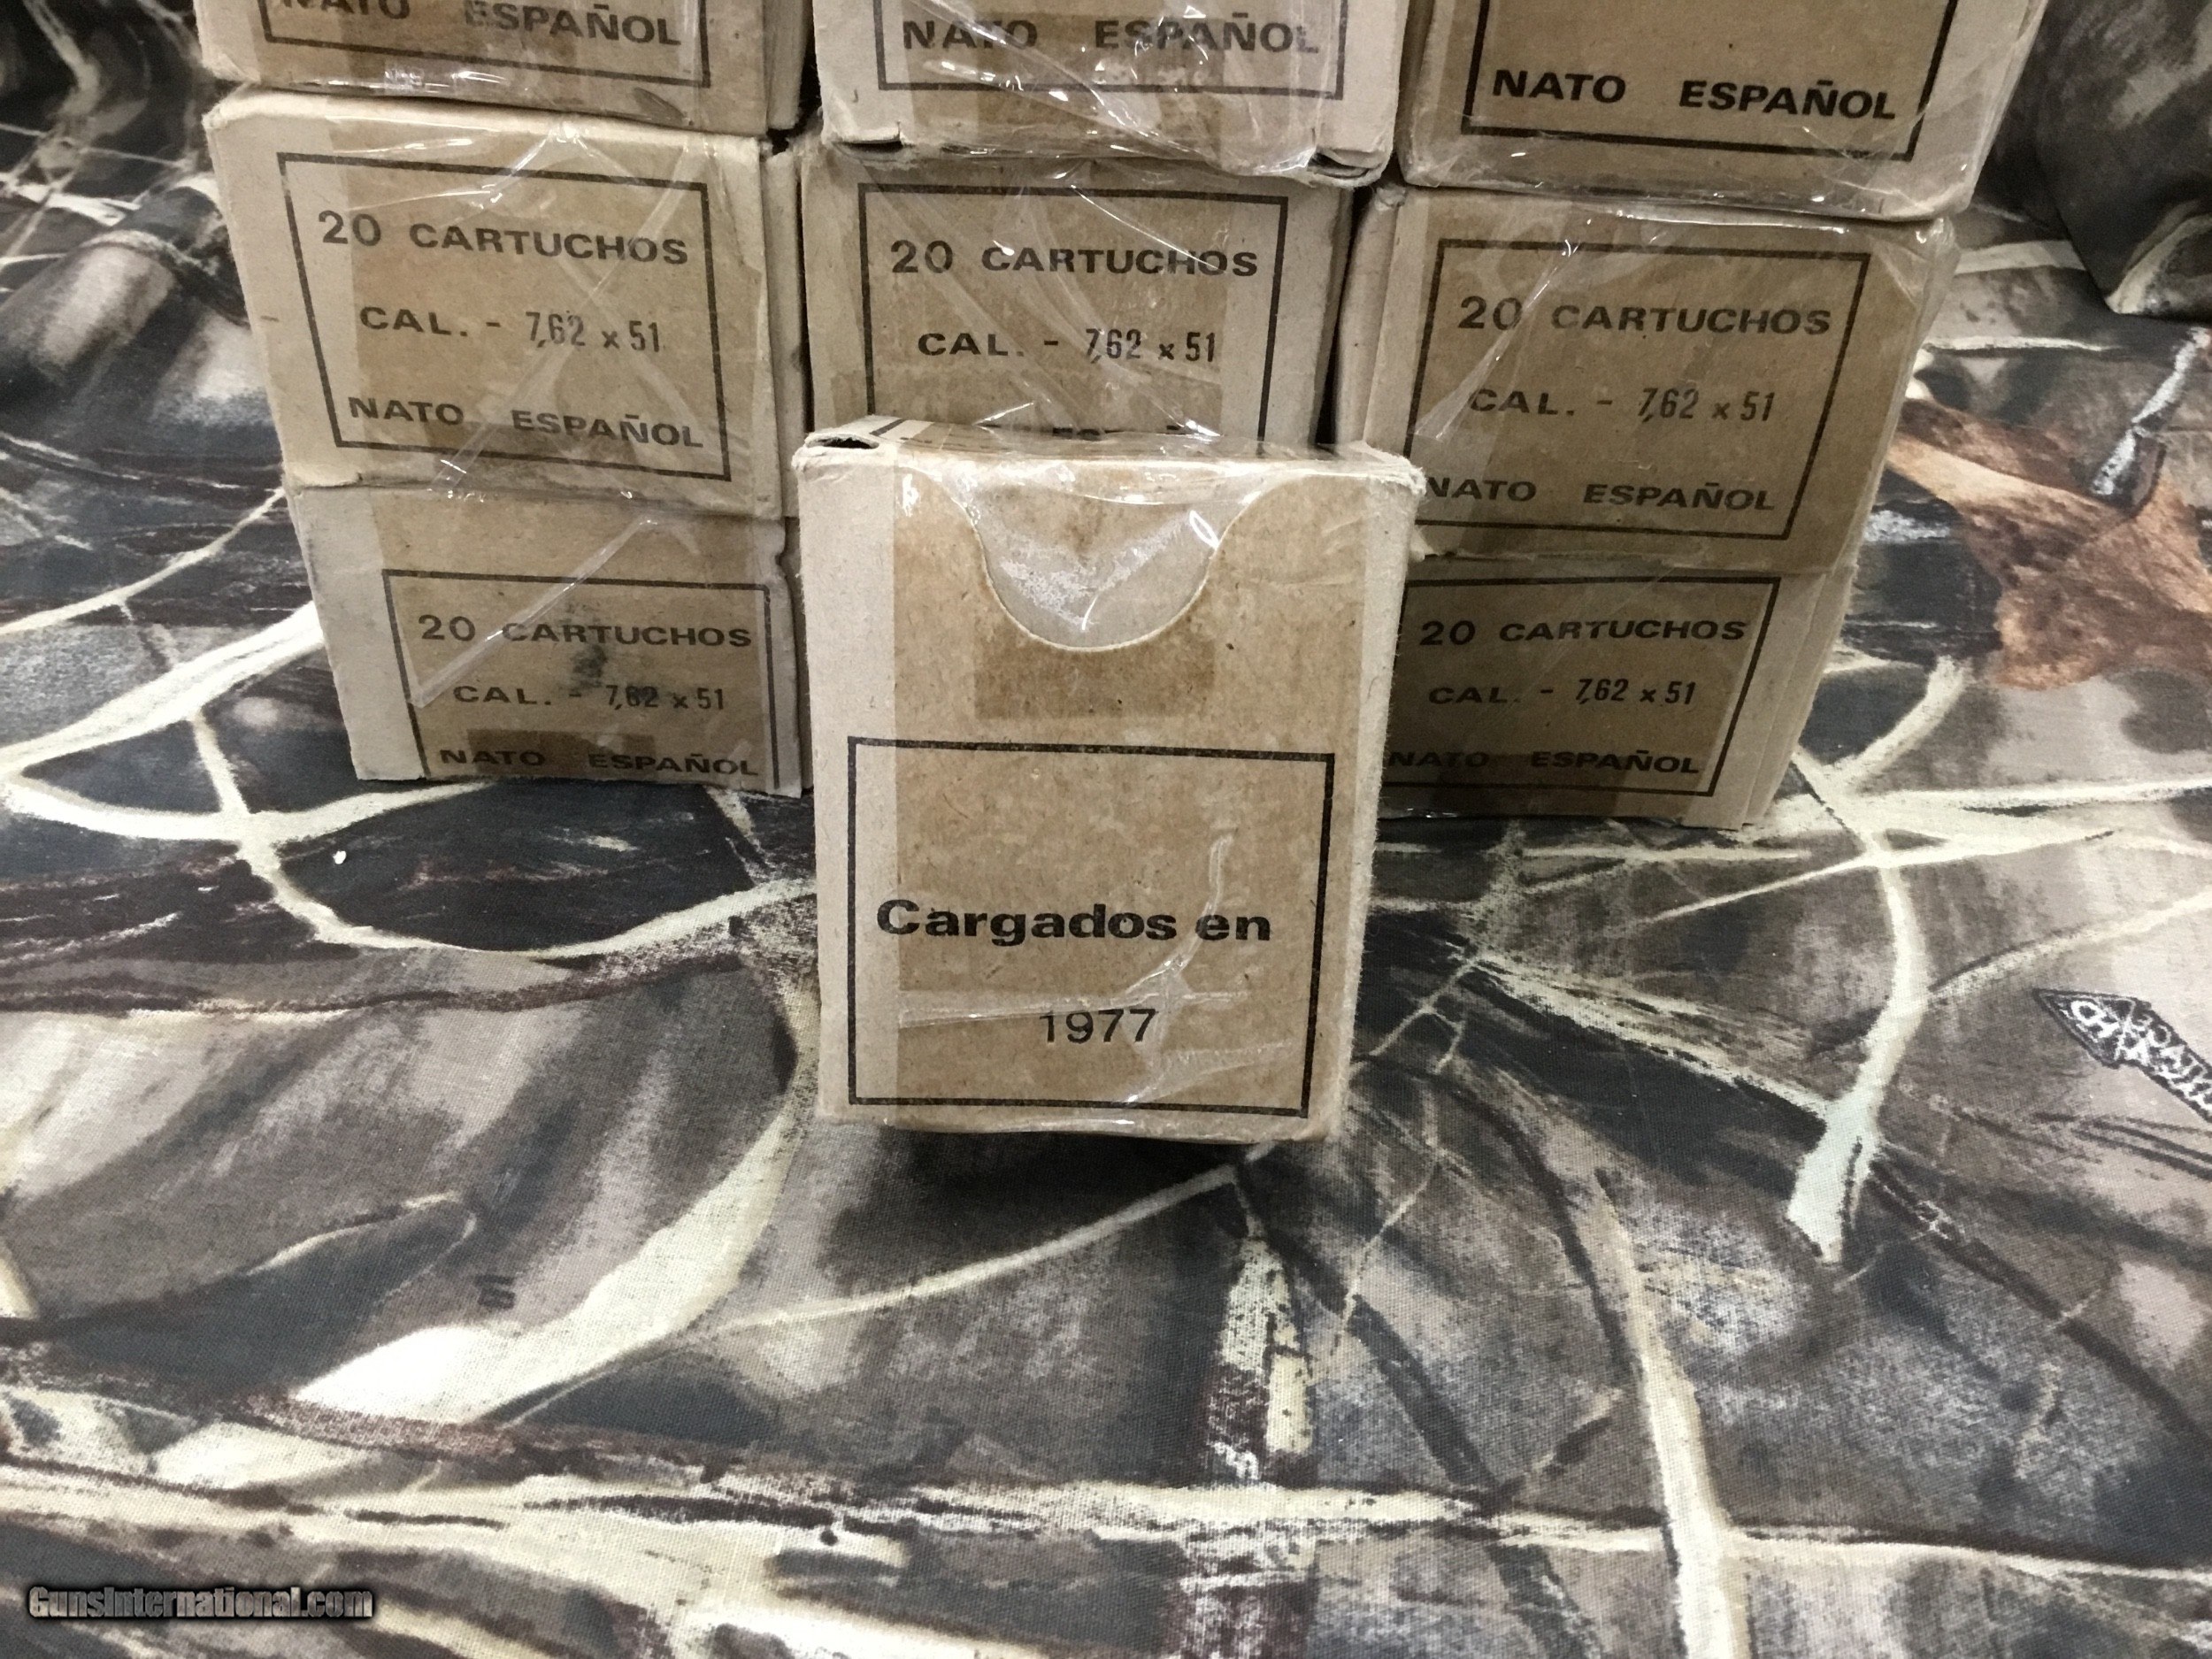 NATO ESPAÑOL
NATO ESPAÑOL
NATO ESPAÑOL
20 CARTUCHOS
CAL. - 7,62 x 51
NATO ESPAÑOL
20 CARTUCHOS
CAL. - 7,62 x 51
20 CARTUCHOS
CAL. - 7,62 x 51
NATO ESPAÑOL
20 CARTUCHOS
CAL. - 7,62 x 51
NATO ESPAÑOL
20 CARTUCHOS
CAL. - 7,62 x 51
NATO ESPAÑOL
Cargados en
1977
GunsInternational.com